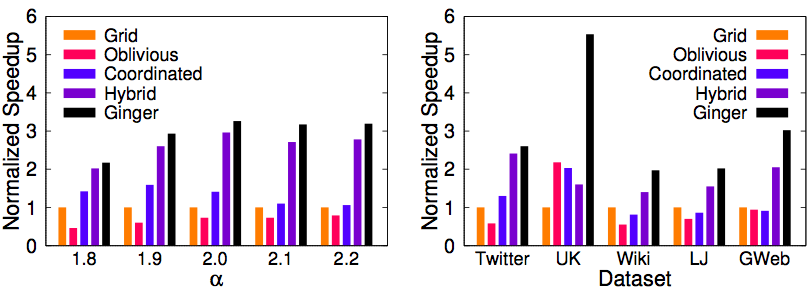 Normalized Speedup
6
5
4
3
2
1
0
Grid
Oblivious
Coordinated
Hybrid
Ginger
1.8 1.9 2.0 2.1 2.2
α
Normalized Speedup
6
5
4
3
2
1
0
Grid
Oblivious
Coordinated
Hybrid
Ginger
Twitter UK Wiki LJ GWeb
Dataset